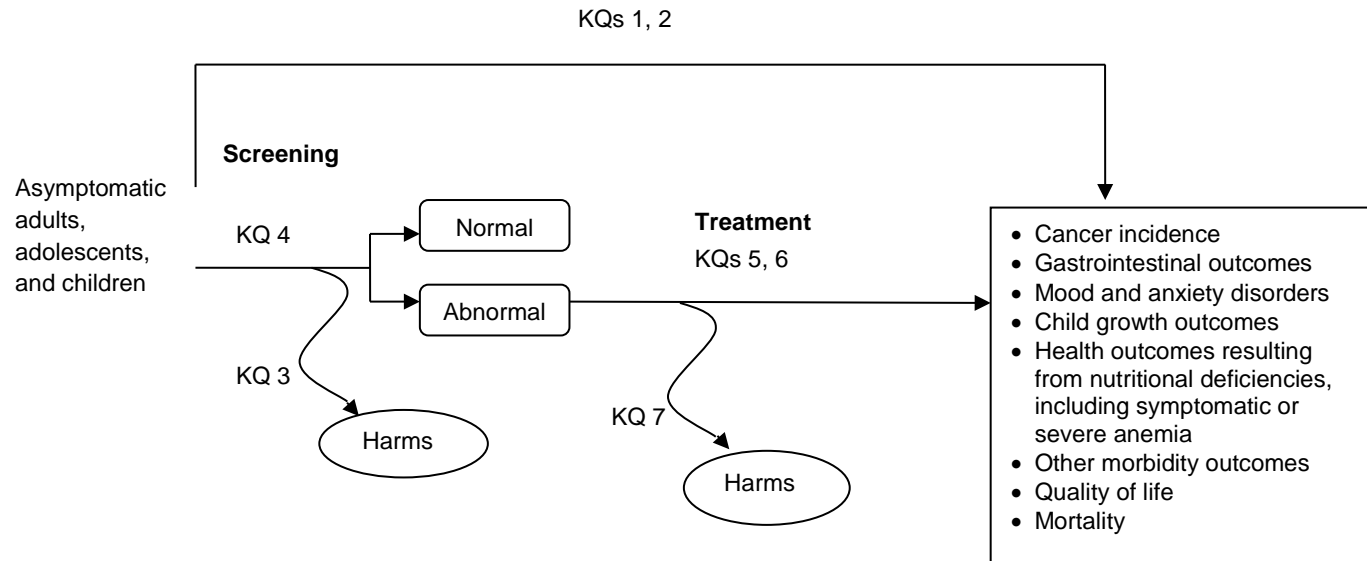 KQs 1, 2
Screening
Asymptomatic
adults,
adolescents,
and children
KQ 4
Normal
Abnormal
KQ 3
Harms
Treatment
KQs 5, 6
KQ 7
Harms
• Cancer incidence
• Gastrointestinal outcomes
• Mood and anxiety disorders
• Child growth outcomes
• Health outcomes resulting
from nutritional deficiencies,
including symptomatic or
severe anemia
• Other morbidity outcomes
• Quality of life
• Mortality